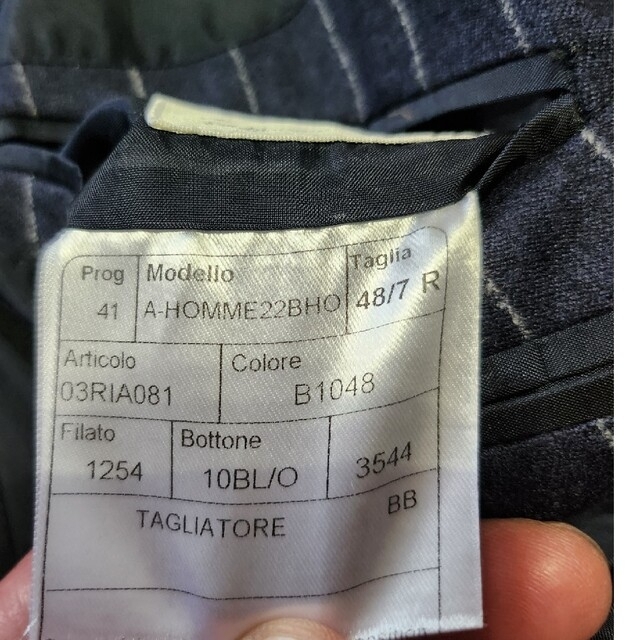 Prog Modello Taglia
41 A-HOMME22BHO 48/7 R
Articolo Colore
03RIA081 B1048
Filato Bottone
1254 10BL/O 3544
TAGLIATORE BB